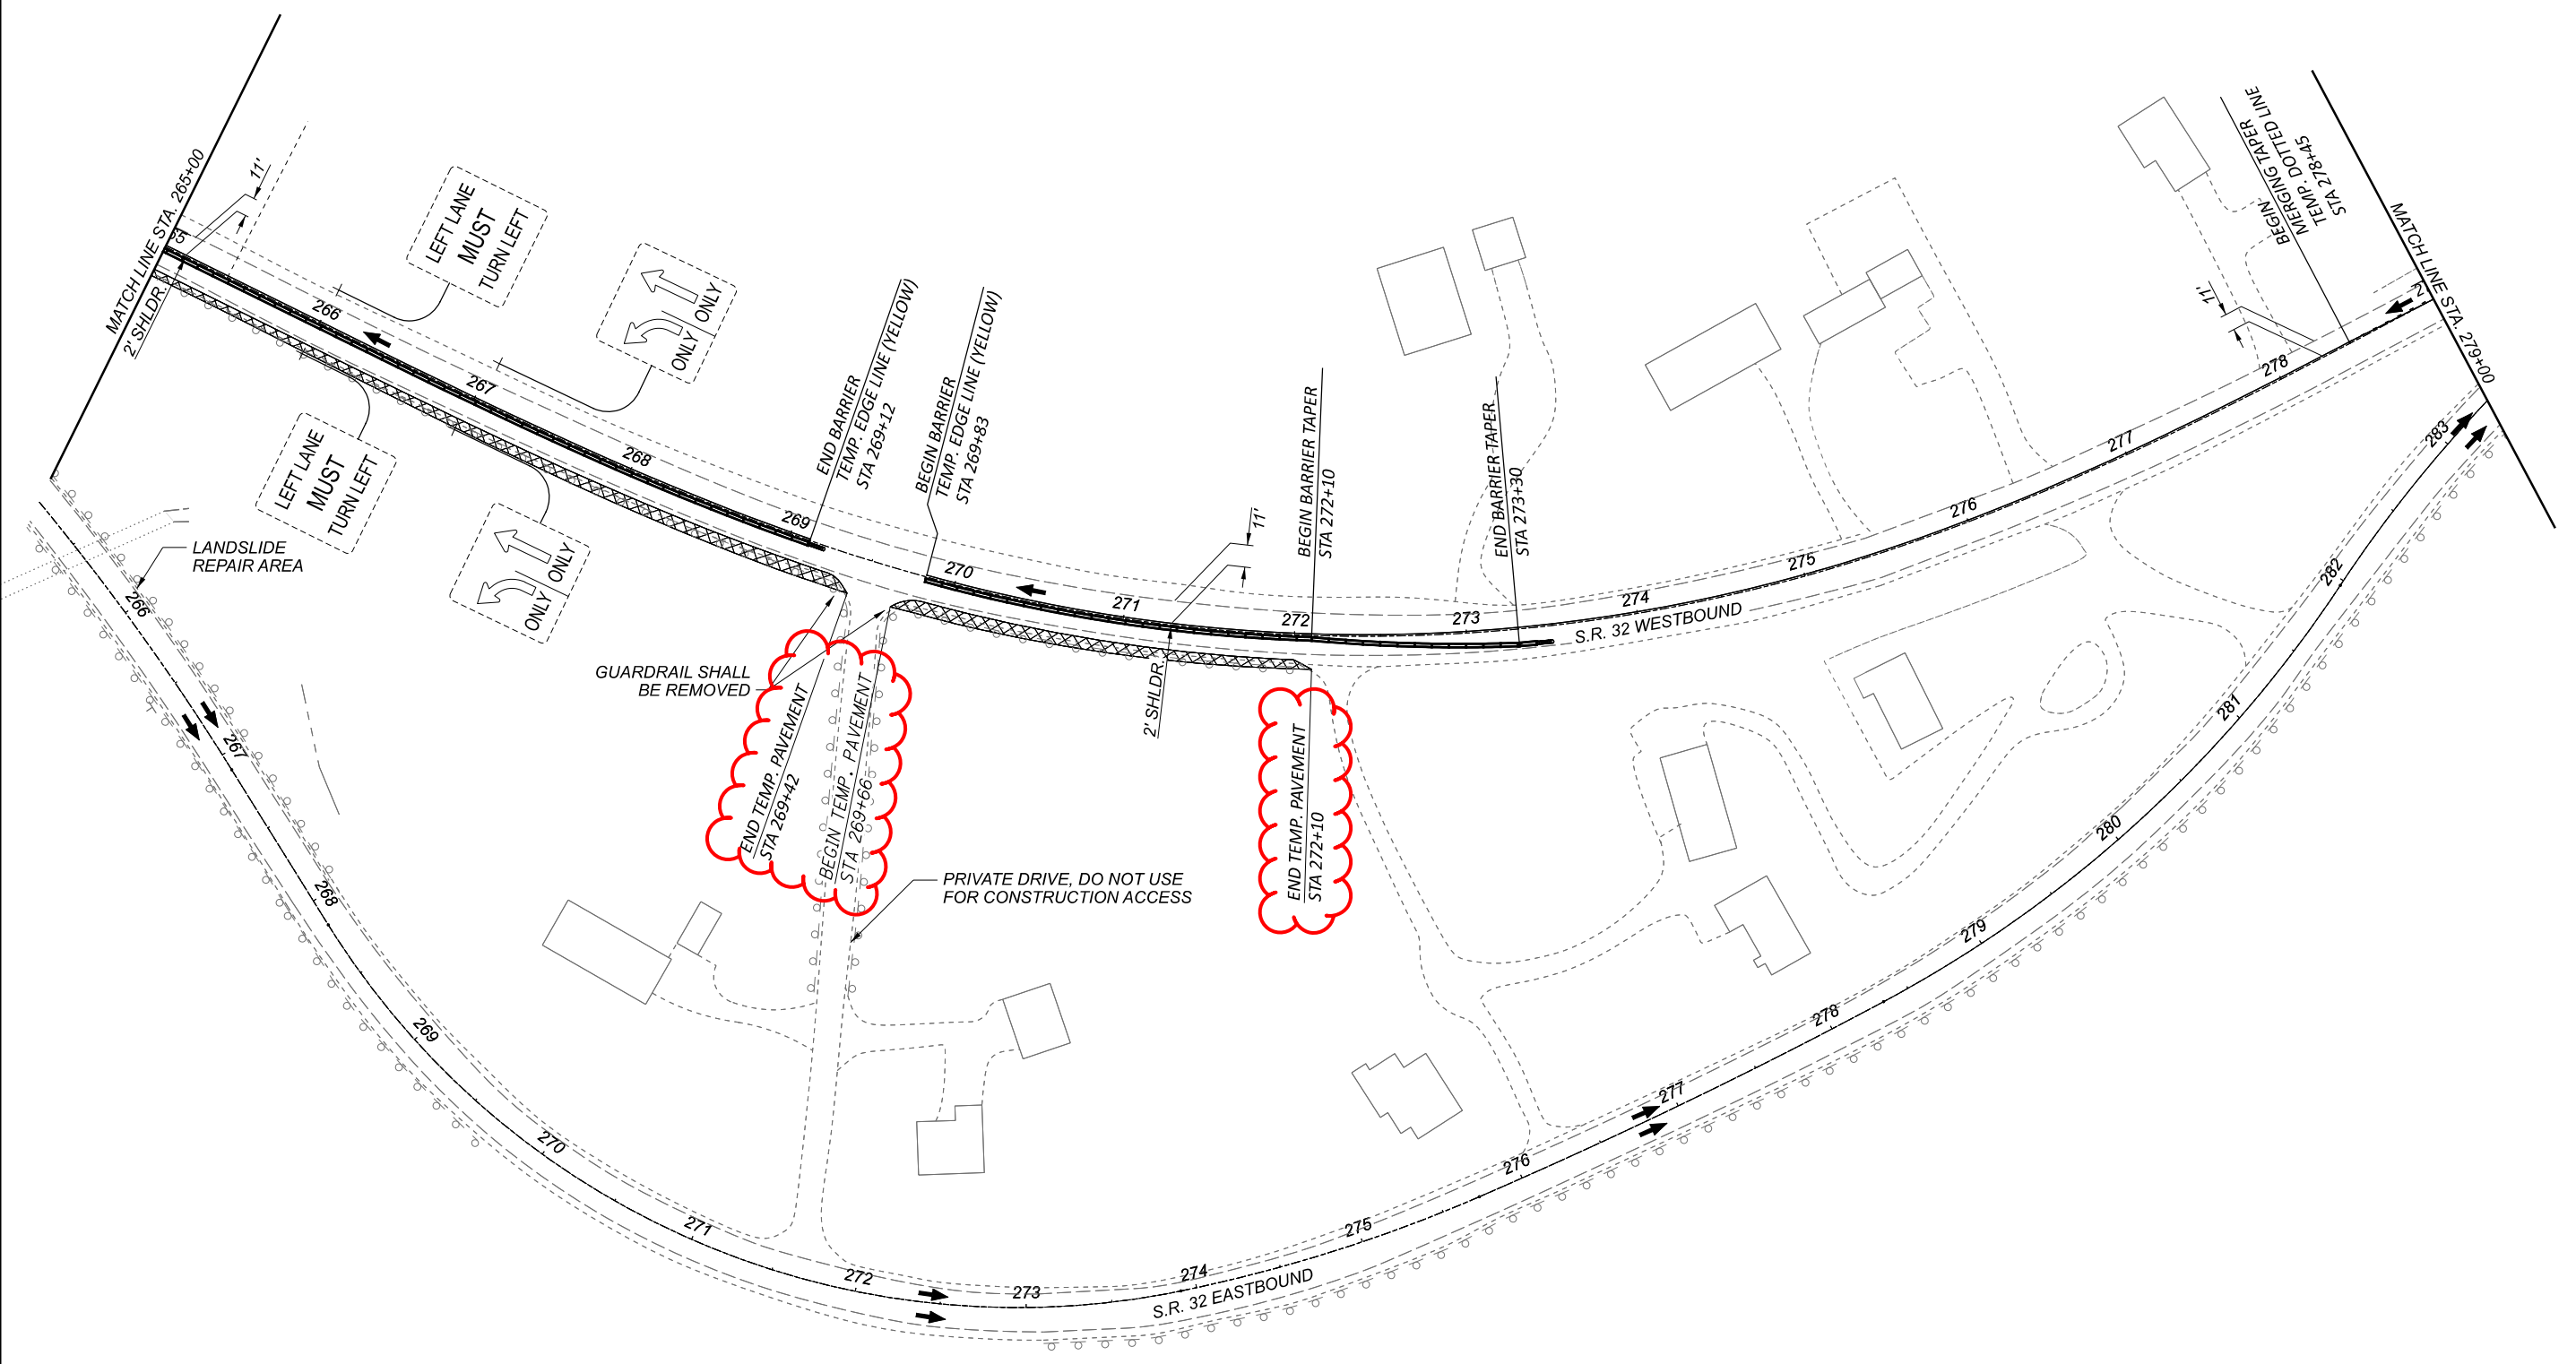 MATCH LINE STA. 265+00
11'
2' SHLDR.
LEFT LANE
MUST
TURN LEFT
ONLY
ONLY
LEFT LANE
MUST
TURN LEFT
ONLY
ONLY
266
267
268
269
END BARRIER
TEMP. EDGE LINE (YELLOW)
STA 269+12
BEGIN BARRIER
TEMP. EDGE LINE (YELLOW)
STA 269+83
270
271
272
273
274
275
276
277
278
11'
2' SHLDR.
BEGIN BARRIER TAPER
STA 272+10
END BARRIER TAPER
STA 273+30
S.R. 32 WESTBOUND
11'
BEGIN
MERGING TAPER
TEMP. DOTTED LINE
STA 278+45
MATCH LINE STA. 279+00
LANDSLIDE
REPAIR AREA
GUARDRAIL SHALL
BE REMOVED
END TEMP. PAVEMENT
STA 269+42
BEGIN TEMP. PAVEMENT
STA 269+66
END TEMP. PAVEMENT
STA 272+10
PRIVATE DRIVE, DO NOT USE
FOR CONSTRUCTION ACCESS
266
267
268
269
270
271
272
273
274
275
276
277
278
279
280
281
282
283
S.R. 32 EASTBOUND